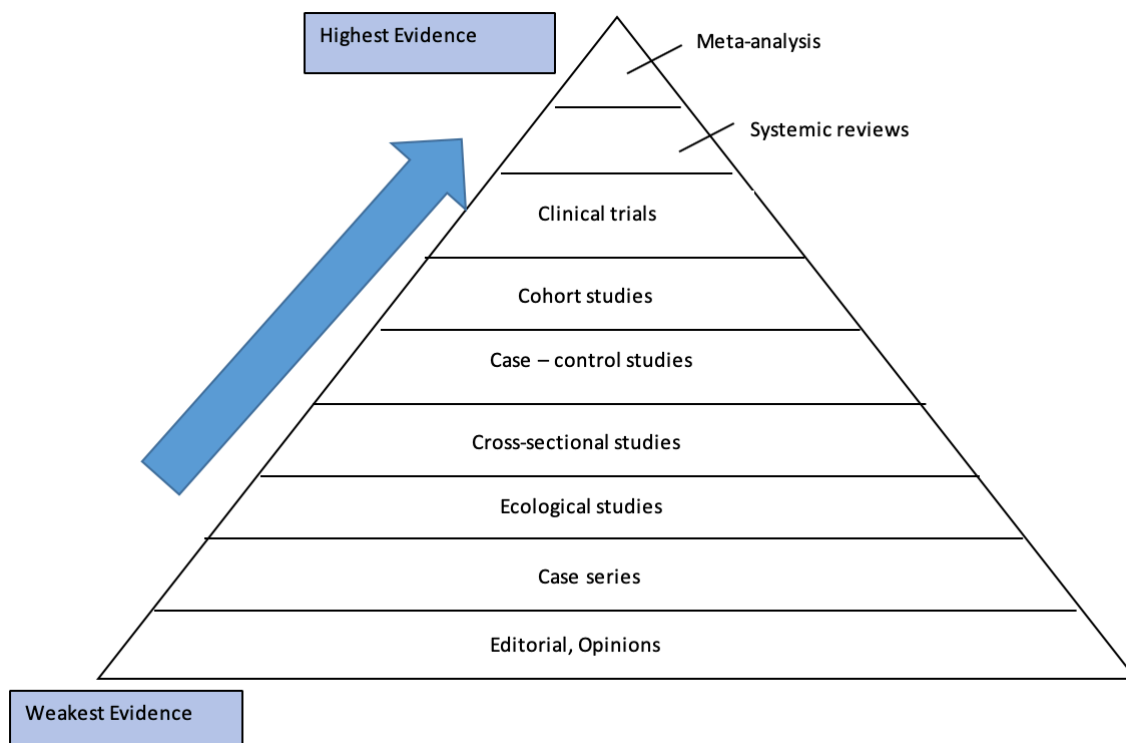 Highest Evidence
Meta-analysis
Systemic reviews
Clinical trials
Cohort studies
Case – control studies
Cross-sectional studies
Ecological studies
Case series
Editorial, Opinions
Weakest Evidence